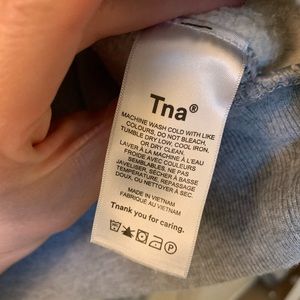 Tna®
MACHINE WASH COLD WITH LIKE
COLOURS, DO NOT BLEACH,
TUMBLE DRY LOW, COOL IRON,
OR DRY CLEAN.
LAVER À LA MACHINE À L'EAU
FROIDE AVEC COULEURS
SEMBLABLES, NE PAS
JAVELISER, SÉCHER À BASSE
TEMPÉRATURE, REPASSAGE
DOUX, OU NETTOYER À SEC.
MADE IN VIETNAM
FABRIQUÉ AU VIETNAM
Tnank you for caring.